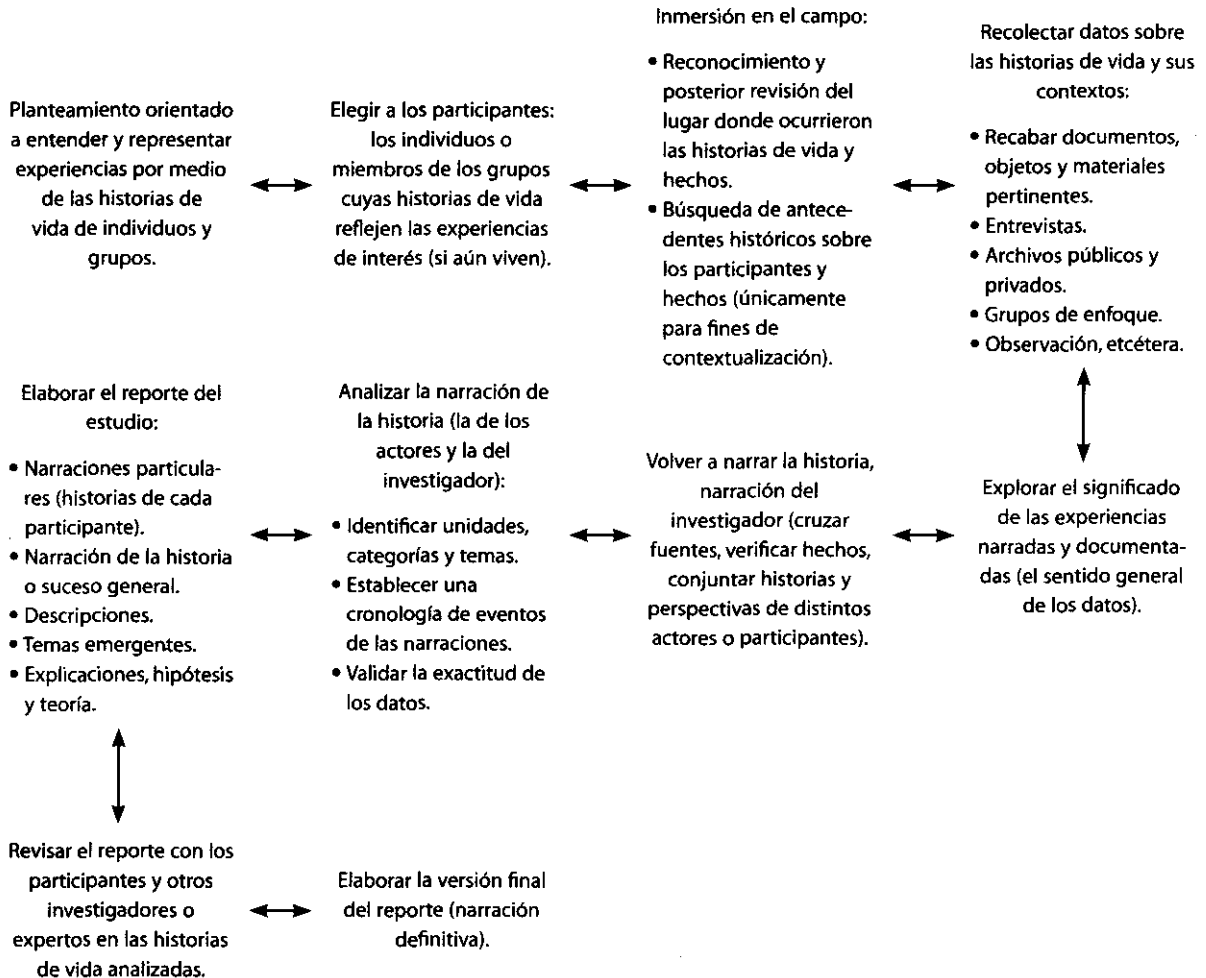 Planteamiento orientado
a entender y representar
experiencias por medio
de las historias de
vida de individuos y
grupos.
Elegir a los participantes:
los individuos o
miembros de los grupos
cuyas historias de vida
reflejen las experiencias
de interés (si aún viven).
Inmersión en el campo:
• Reconocimiento y
posterior revisión del
lugar donde ocurrieron
las historias de vida y
hechos.
• Búsqueda de antece-
dentes históricos sobre
los participantes y
hechos (únicamente
para fines de
contextualización).
Recolectar datos sobre
las historias de vida y sus
contextos:
• Recabar documentos,
objetos y materiales
pertinentes.
• Entrevistas.
• Archivos públicos y
privados.
• Grupos de enfoque.
• Observación, etcétera.
Explorar el significado
de las experiencias
narradas y documenta-
das (el sentido general
de los datos).
Volver a narrar la historia,
narración del
investigador (cruzar
fuentes, verificar hechos,
conjuntar historias y
perspectivas de distintos
actores o participantes).
Analizar la narración de
la historia (la de los
actores y la del
investigador):
• Identificar unidades,
categorías y temas.
• Establecer una
cronología de eventos
de las narraciones.
• Validar la exactitud de
los datos.
Elaborar el reporte del
estudio:
• Narraciones particula-
res (historias de cada
participante).
• Narración de la historia
o suceso general.
• Descripciones.
• Temas emergentes.
• Explicaciones, hipótesis
y teoría.
Revisar el reporte con los
participantes y otros
investigadores o
expertos en las historias
de vida analizadas.
Elaborar la versión final
del reporte (narración
definitiva).